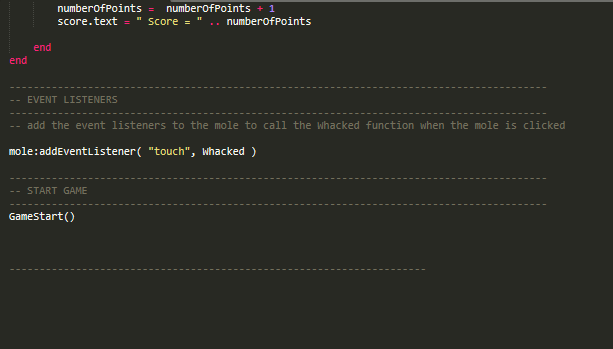 numberOfPoints =  numberOfPoints + 1
score.text = " Score = " .. numberOfPoints
end
end
-----------------------------------------------------------------------------------------
-- EVENT LISTENERS
-----------------------------------------------------------------------------------------
-- add the event listeners to the mole to call the Whacked function when the mole is clicked
mole:addEventListener( "touch", Whacked )
-----------------------------------------------------------------------------------------
-- START GAME
-----------------------------------------------------------------------------------------
GameStart()
---------------------------------------------------------------------